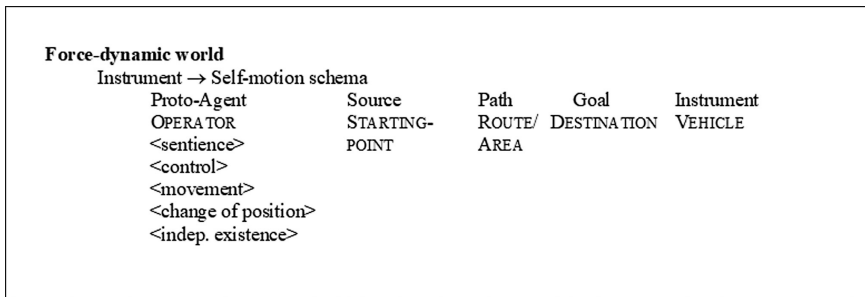 Force-dynamic world
Instrument → Self-motion schema
Proto-Agent Source Path Goal Instrument
OPERATOR STARTING- ROUTE/ DESTINATION VEHICLE
<sentience> POINT AREA
<control>
<movement>
<change of position>
<indep. existence>